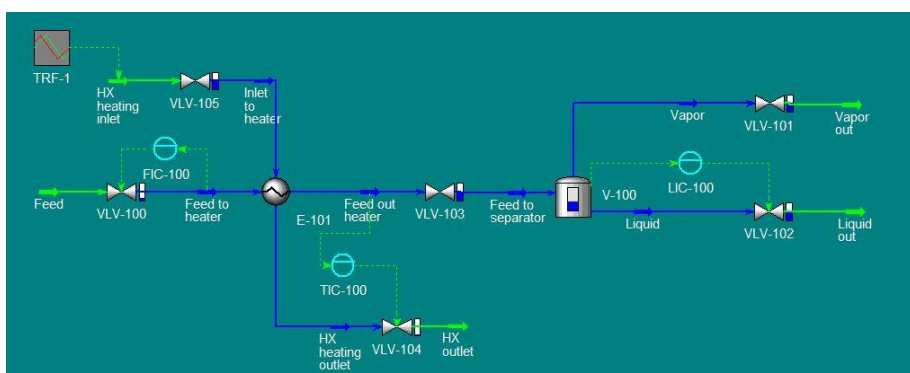 TRF-1
HX
heating
inlet
VLV-105
Inlet
to
heater
Vapor
VLV-101
Vapor
out
FIC-100
LIC-100
Feed
VLV-100
Feed to
heater
E-101
Feed out
heater
VLV-103
Feed to
separator
V-100
Liquid
VLV-102
Liquid
out
TIC-100
HX
heating
outlet
VLV-104
HX
outlet